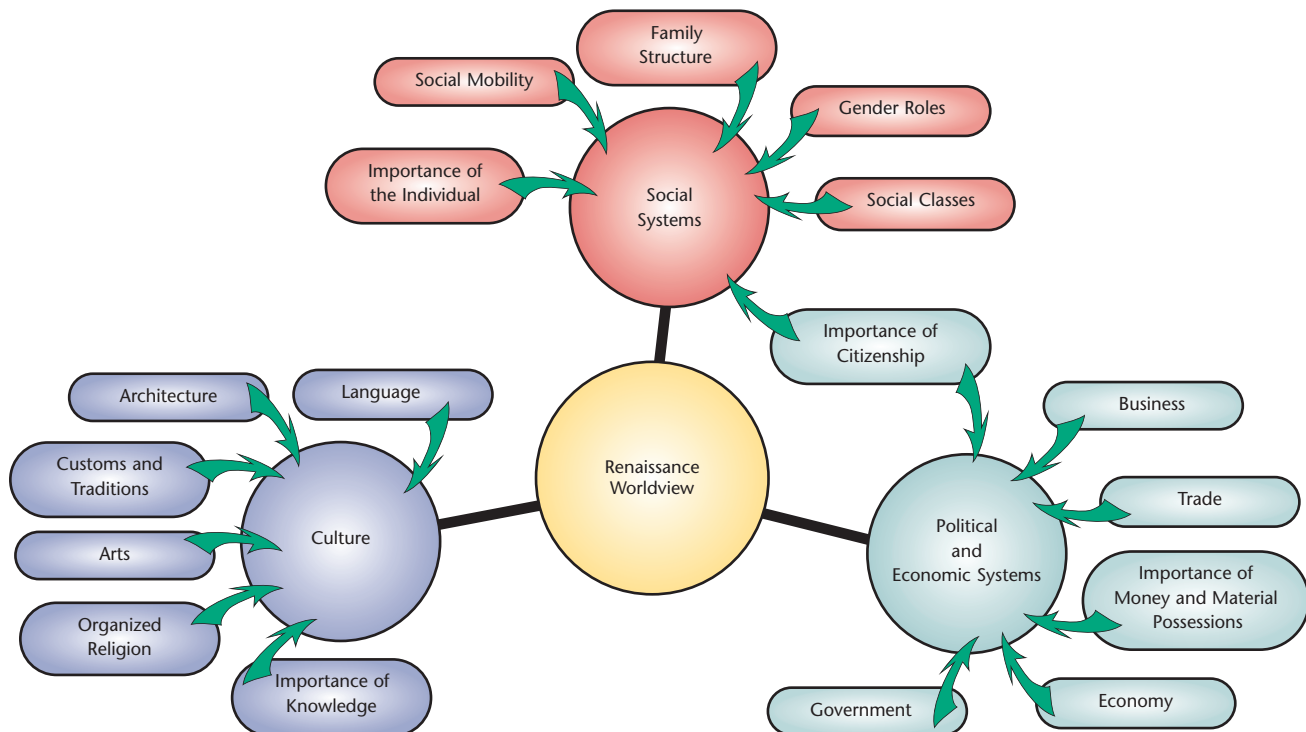 Family
Structure
Social Mobility
Gender Roles
Importance of
the Individual
Social Classes
Social
Systems
Importance of
Citizenship
Architecture
Language
Customs and
Traditions
Arts
Culture
Organized
Religion
Importance of
Knowledge
Renaissance
Worldview
Business
Trade
Political
and
Economic Systems
Importance of
Money and Material
Possessions
Economy
Government